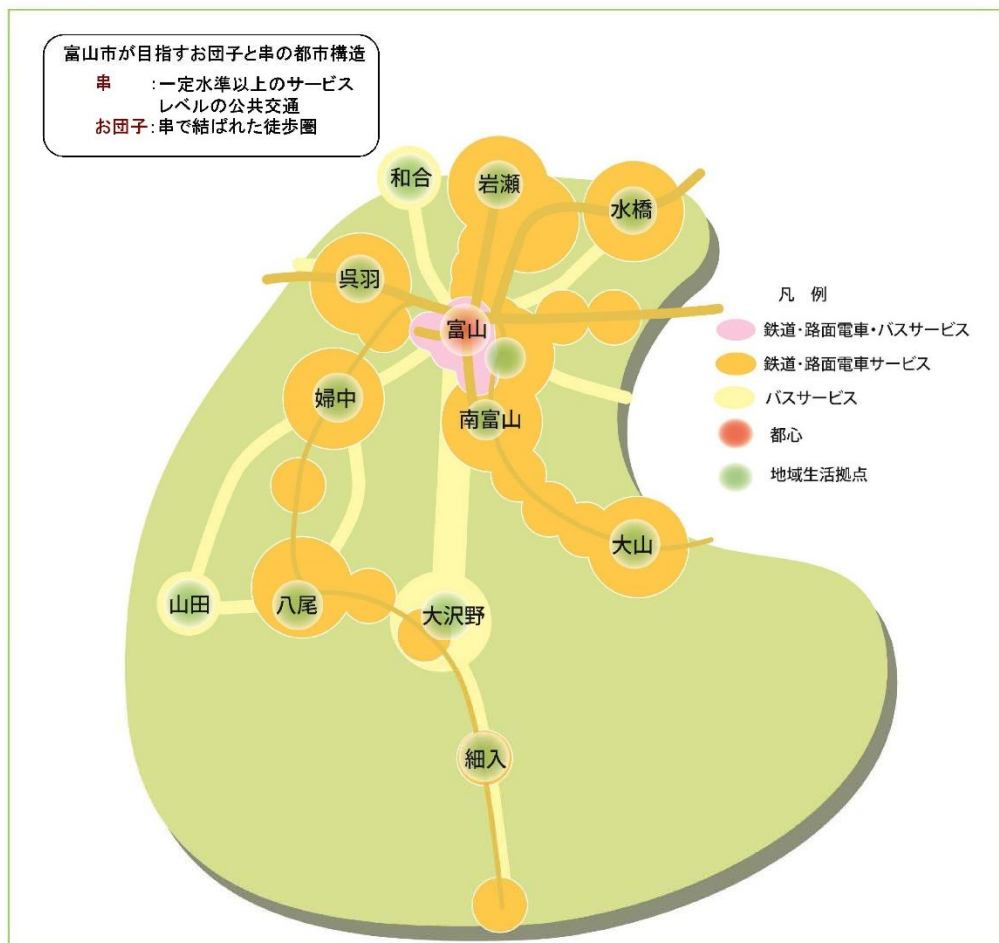 富山市が目指すお団子と串の都市構造
串　：一定水準以上のサービス
レベルの公共交通
お団子：串で結ばれた徒歩圏
和合
岩瀬
水橋
呉羽
富山
婦中
南富山
大山
山田
八尾
大沢野
細入
凡　例
鉄道・路面電車・バスサービス
鉄道・路面電車サービス
バスサービス
都心
地域生活拠点